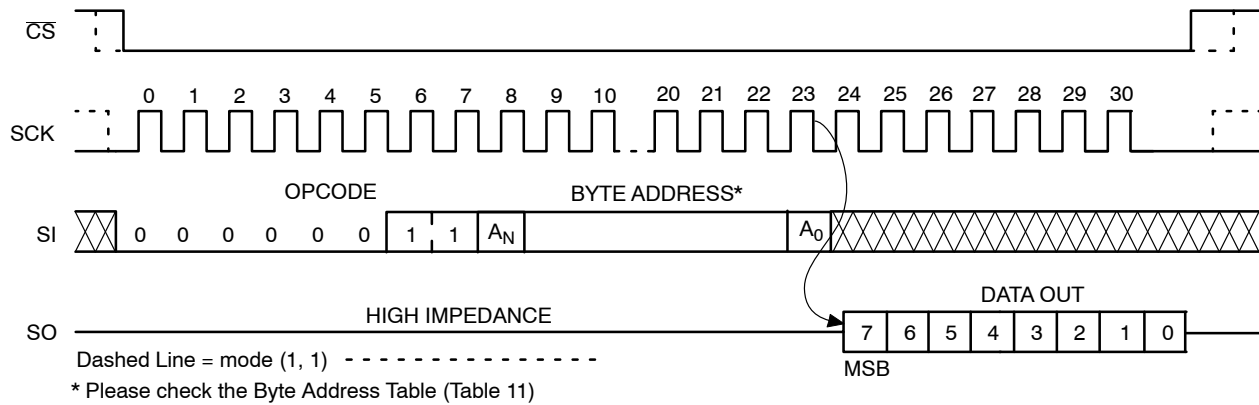 CS
0 1 2 3 4 5 6 7 8 9 10 20 21 22 23 24 25 26 27 28 29 30
SCK
OPCODE BYTE ADDRESS*
SI 0 0 0 0 0 0 1 1 AN A0
DATA OUT
HIGH IMPEDANCE
SO 7 6 5 4 3 2 1 0
Dashed Line = mode (1, 1) - - - - - - - - - - - - - - -
MSB
* Please check the Byte Address Table (Table 11)